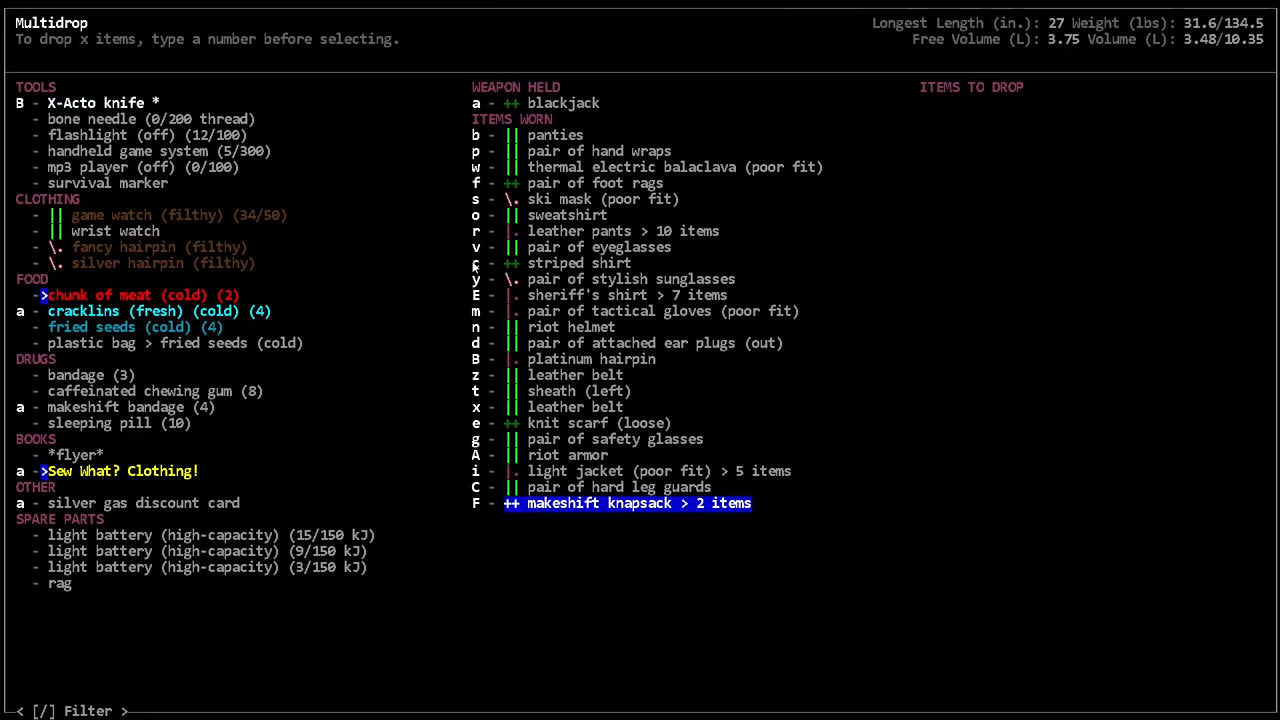 Multidrop
Longest Length (in.): 27 Weight (lbs): 31.6/134.5
To drop x items, type a number before selecting.
Free Volume (L): 3.75 Volume (L): 3.48/10.35
TOOLS
B - X-Acto knife *
- bone needle (0/200 thread)
- flashlight (off) (12/100)
- handheld game system (5/300)
- mp3 player (off) (0/100)
- survival marker
CLOTHING
- || game watch (filthy) (34/50)
- || wrist watch
- \. fancy hairpin (filthy)
- \. silver hairpin (filthy)
FOOD
->chunk of meat (cold) (2)
a - cracklins (fresh) (cold) (4)
- fried seeds (cold) (4)
- plastic bag > fried seeds (cold)
DRUGS
- bandage (3)
- caffeinated chewing gum (8)
a - makeshift bandage (4)
- sleeping pill (10)
BOOKS
- *flyer*
a ->Sew What? Clothing!
OTHER
a - silver gas discount card
SPARE PARTS
- light battery (high-capacity) (15/150 kJ)
- light battery (high-capacity) (9/150 kJ)
- light battery (high-capacity) (3/150 kJ)
- rag
WEAPON HELD
a - ++ blackjack
ITEMS WORN
b - || panties
p - || pair of hand wraps
w - || thermal electric balaclava (poor fit)
f - ++ pair of foot rags
s - \. ski mask (poor fit)
o - || sweatshirt
r - |. leather pants > 10 items
v - || pair of eyeglasses
c - ++ striped shirt
y - \. pair of stylish sunglasses
E - |. sheriff's shirt > 7 items
m - |. pair of tactical gloves (poor fit)
n - || riot helmet
d - || pair of attached ear plugs (out)
B - |. platinum hairpin
z - || leather belt
t - || sheath (left)
x - || leather belt
e - ++ knit scarf (loose)
g - || pair of safety glasses
A - || riot armor
i - |. light jacket (poor fit) > 5 items
C - || pair of hard leg guards
F - ++ makeshift knapsack > 2 items
ITEMS TO DROP
< [/] Filter >